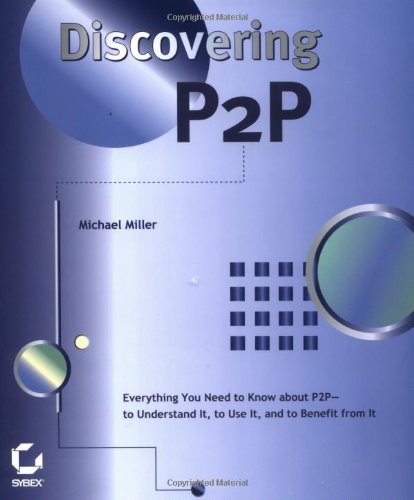 Copyrighted Material
Discovering
P2P
Michael Miller
Everything You Need to Know about P2P—
to Understand It, to Use It, and to Benefit from It
SYBEX®
Copyrighted Material